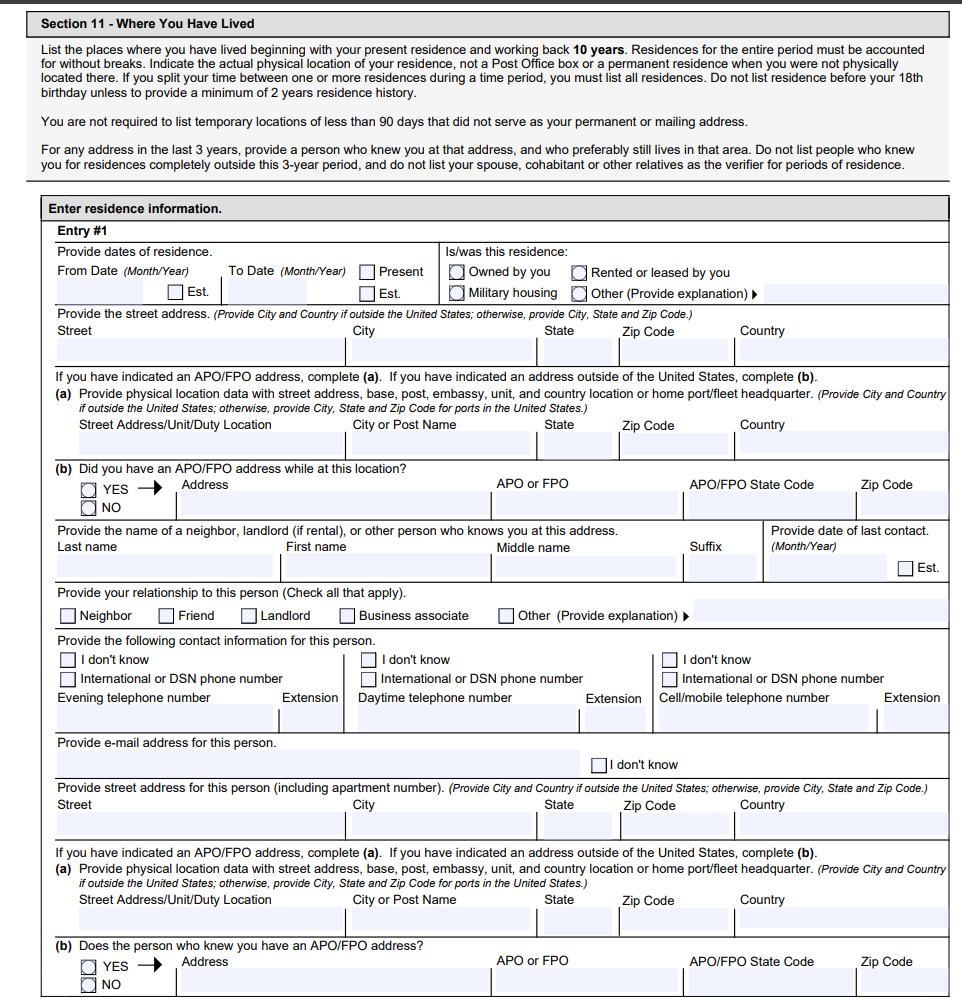 Section 11 - Where You Have Lived
List the places where you have lived beginning with your present residence and working back 10 years. Residences for the entire period must be accounted
for without breaks. Indicate the actual physical location of your residence, not a Post Office box or a permanent residence when you were not physically
located there. If you split your time between one or more residences during a time period, you must list all residences. Do not list residence before your 18th
birthday unless to provide a minimum of 2 years residence history.
You are not required to list temporary locations of less than 90 days that did not serve as your permanent or mailing address.
For any address in the last 3 years, provide a person who knew you at that address, and who preferably still lives in that area. Do not list people who knew
you for residences completely outside this 3-year period, and do not list your spouse, cohabitant or other relatives as the verifier for periods of residence.
Enter residence information.
Entry #1
Provide dates of residence. Is/was this residence:
From Date (Month/Year) To Date (Month/Year) Present Owned by you Rented or leased by you
Est. Est. Military housing Other (Provide explanation)
Provide the street address. (Provide City and Country if outside the United States; otherwise, provide City, State and Zip Code.)
Street City State Zip Code Country
If you have indicated an APO/FPO address, complete (a). If you have indicated an address outside of the United States, complete (b).
(a) Provide physical location data with street address, base, post, embassy, unit, and country location or home port/fleet headquarter. (Provide City and Country
if outside the United States; otherwise, provide City, State and Zip Code for ports in the United States.)
Street Address/Unit/Duty Location City or Post Name State Zip Code Country
(b) Did you have an APO/FPO address while at this location?
YES Address APO or FPO APO/FPO State Code Zip Code
NO
Provide the name of a neighbor, landlord (if rental), or other person who knows you at this address. Provide date of last contact.
Last name First name Middle name Suffix (Month/Year)
Est.
Provide your relationship to this person (Check all that apply).
Neighbor Friend Landlord Business associate Other (Provide explanation)
Provide the following contact information for this person.
I don't know I don't know I don't know
International or DSN phone number International or DSN phone number International or DSN phone number
Evening telephone number Extension Daytime telephone number Extension Cell/mobile telephone number Extension
Provide e-mail address for this person.
I don't know
Provide street address for this person (including apartment number). (Provide City and Country if outside the United States; otherwise, provide City, State and Zip Code.)
Street City State Zip Code Country
If you have indicated an APO/FPO address, complete (a). If you have indicated an address outside of the United States, complete (b).
(a) Provide physical location data with street address, base, post, embassy, unit, and country location or home port/fleet headquarter. (Provide City and Country
if outside the United States; otherwise, provide City, State and Zip Code for ports in the United States.)
Street Address/Unit/Duty Location City or Post Name State Zip Code Country
(b) Does the person who knew you have an APO/FPO address?
YES Address APO or FPO APO/FPO State Code Zip Code
NO